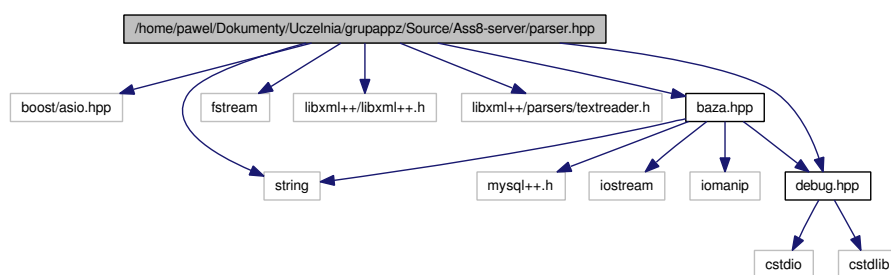 /home/pawel/Dokumenty/Uczelnia/grupappz/Source/Ass8-server/parser.hpp
boost/asio.hpp
fstream
libxml++/libxml++.h
libxml++/parsers/textreader.h
baza.hpp
string
mysql++.h
iostream
iomanip
debug.hpp
cstdio
cstdlib